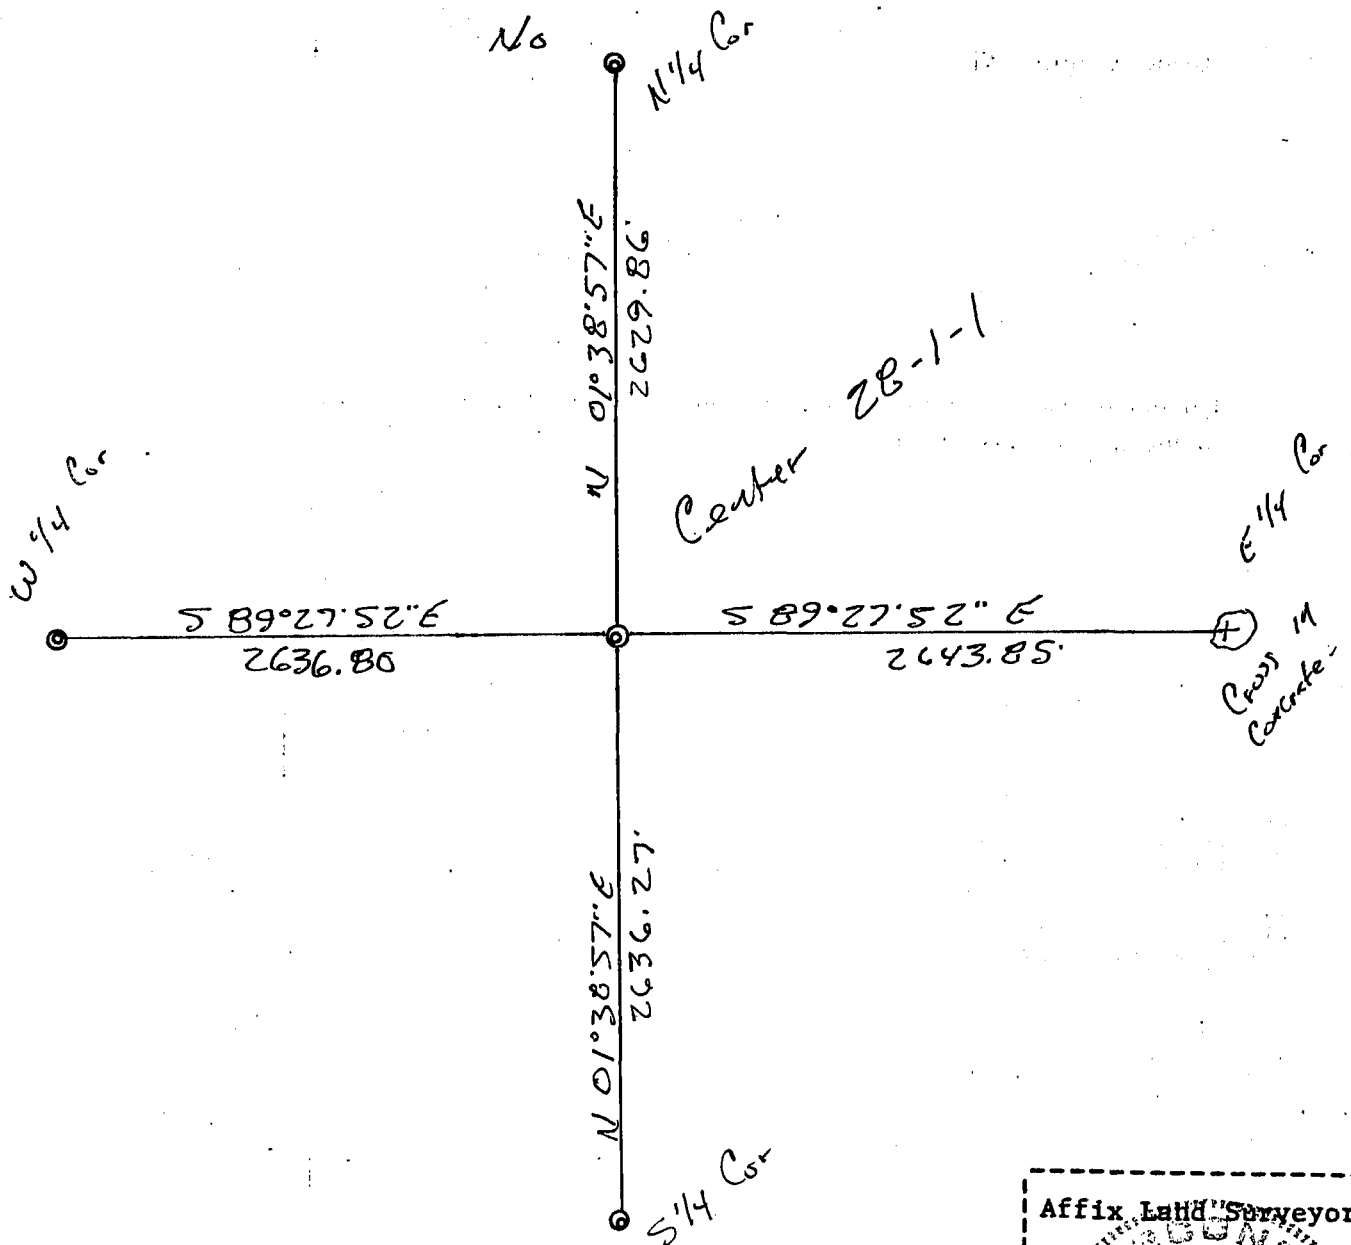 No
N 1/4 Cor
N 01°38'57"E
2629.86'
Center 28-1-1
W 1/4 Cor
E 1/4 Cor
S 89°27'52"E
2636.80
S 89°27'52" E
2643.85'
Cross in
Concrete
N 01°38'57"E
2636.27'
S 1/4 Cor
Affix Land Surveyor